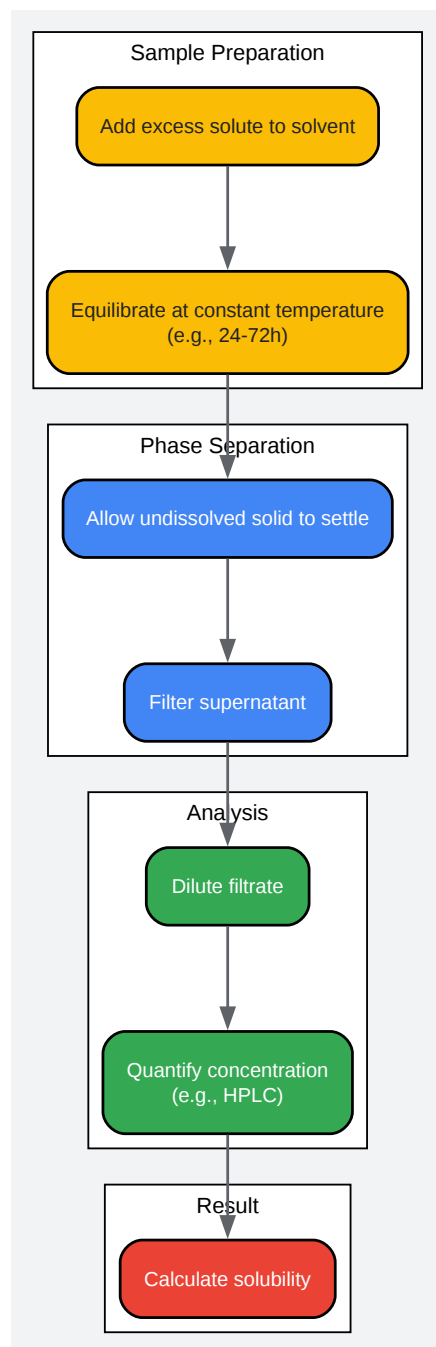 Sample Preparation
Add excess solute to solvent
Equilibrate at constant temperature
(e.g., 24-72h)
Phase Separation
Allow undissolved solid to settle
Filter supernatant
Analysis
Dilute filtrate
Quantify concentration
(e.g., HPLC)
Result
Calculate solubility